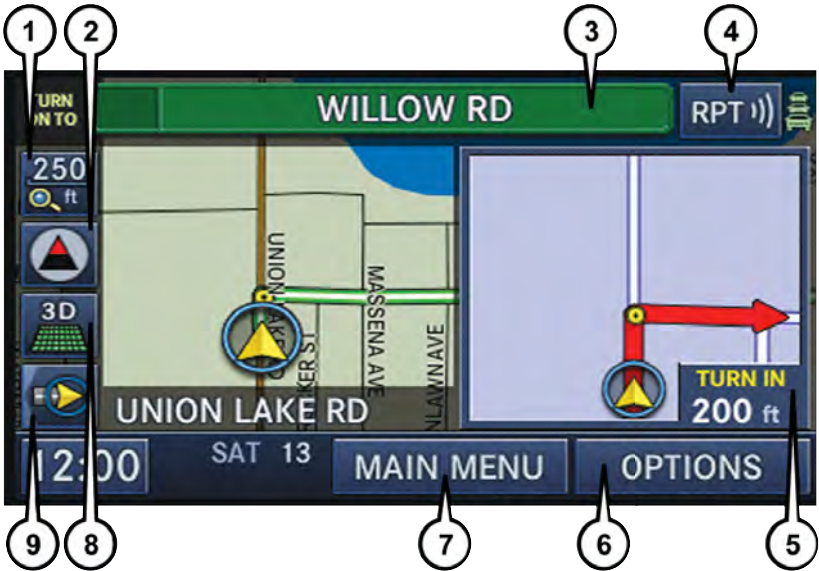 1
2
3
4
TURN
ON TO
WILLOW RD
RPT
250
ft
3D
UNION LAKE
MASSENA AVE
UNION LAKE RD
TURN IN
200 ft
12:00
SAT 13
MAIN MENU
OPTIONS
9
8
7
6
5